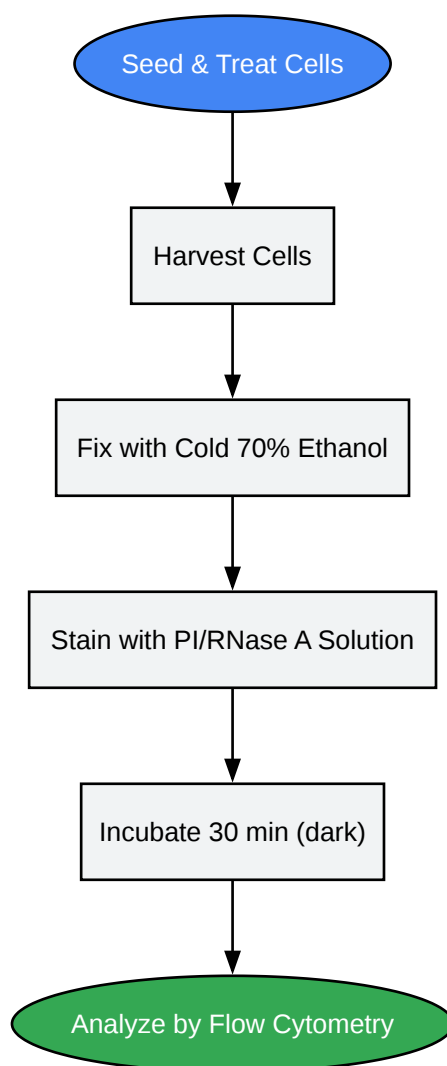 Seed & Treat Cells
Harvest Cells
Fix with Cold 70% Ethanol
Stain with PI/RNase A Solution
Incubate 30 min (dark)
Analyze by Flow Cytometry